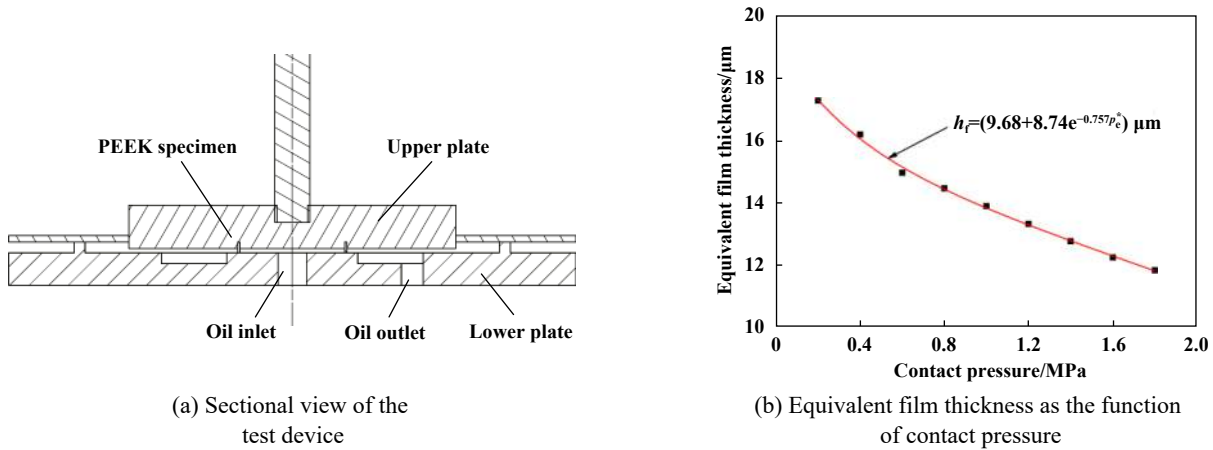 PEEK specimen
Upper plate
Oil inlet
Oil outlet
Lower plate
(a) Sectional view of the
test device
Equivalent film thickness/μm
20
18
16
14
12
10
hf=(9.68+8.74e−0.757pe*) μm
0
0.4
0.8
1.2
1.6
2.0
Contact pressure/MPa
(b) Equivalent film thickness as the function
of contact pressure